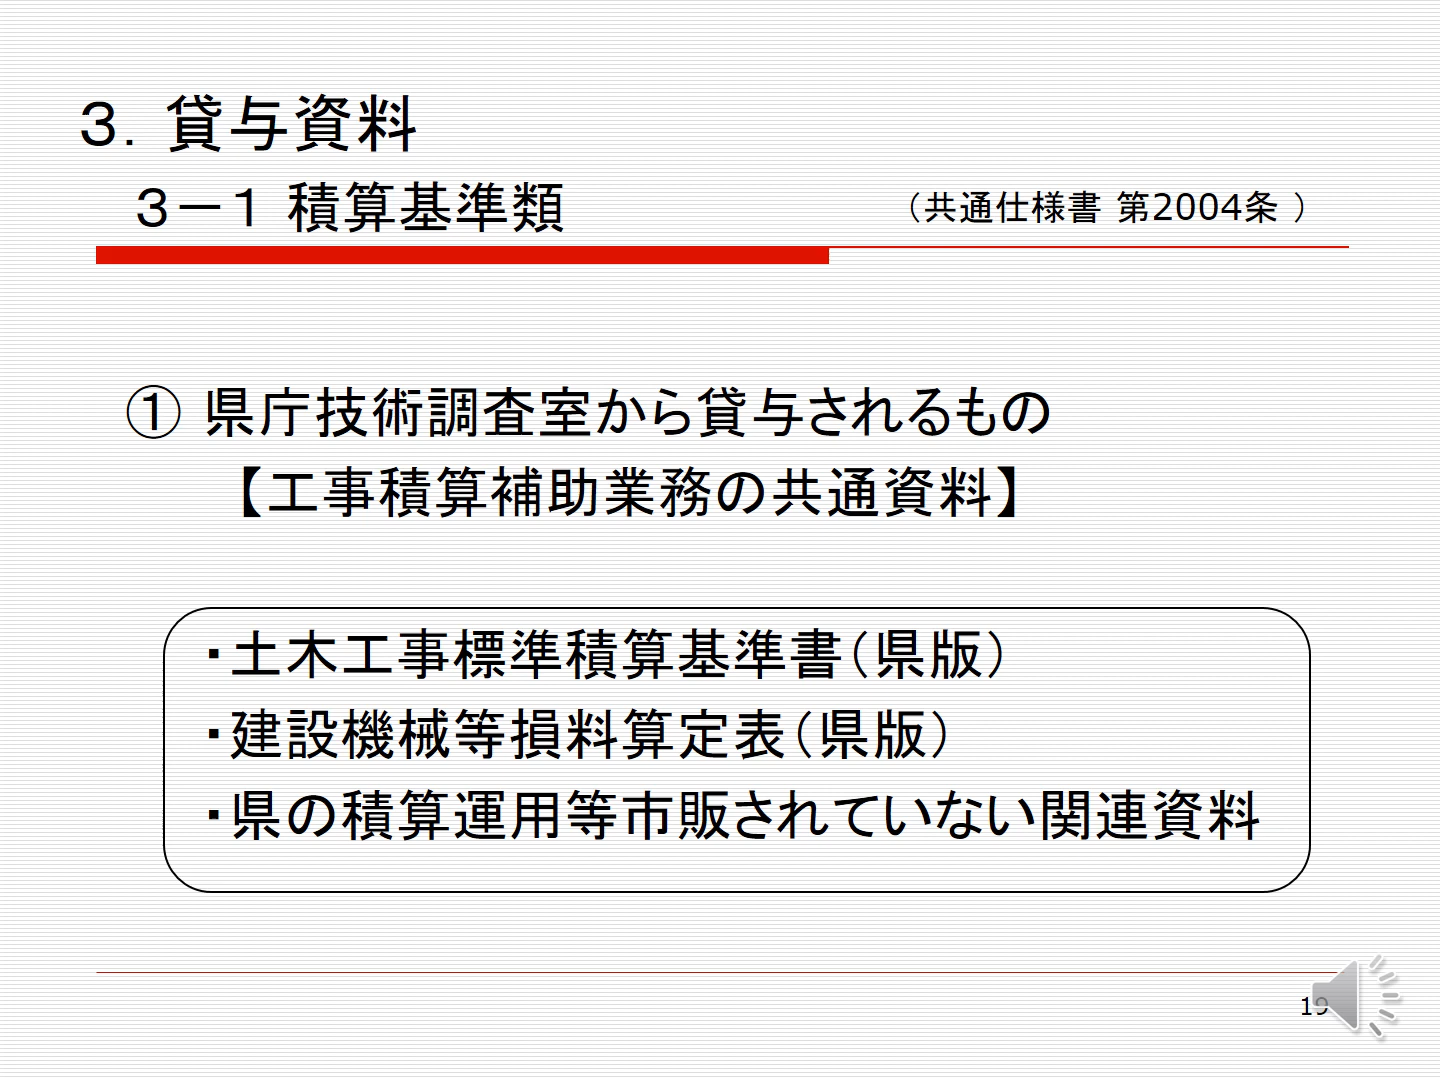 ３．貸与資料
３－１ 積算基準類
（共通仕様書 第2004条 ）
① 県庁技術調査室から貸与されるもの
【工事積算補助業務の共通資料】
・土木工事標準積算基準書（県版）
・建設機械等損料算定表（県版）
・県の積算運用等市販されていない関連資料
19